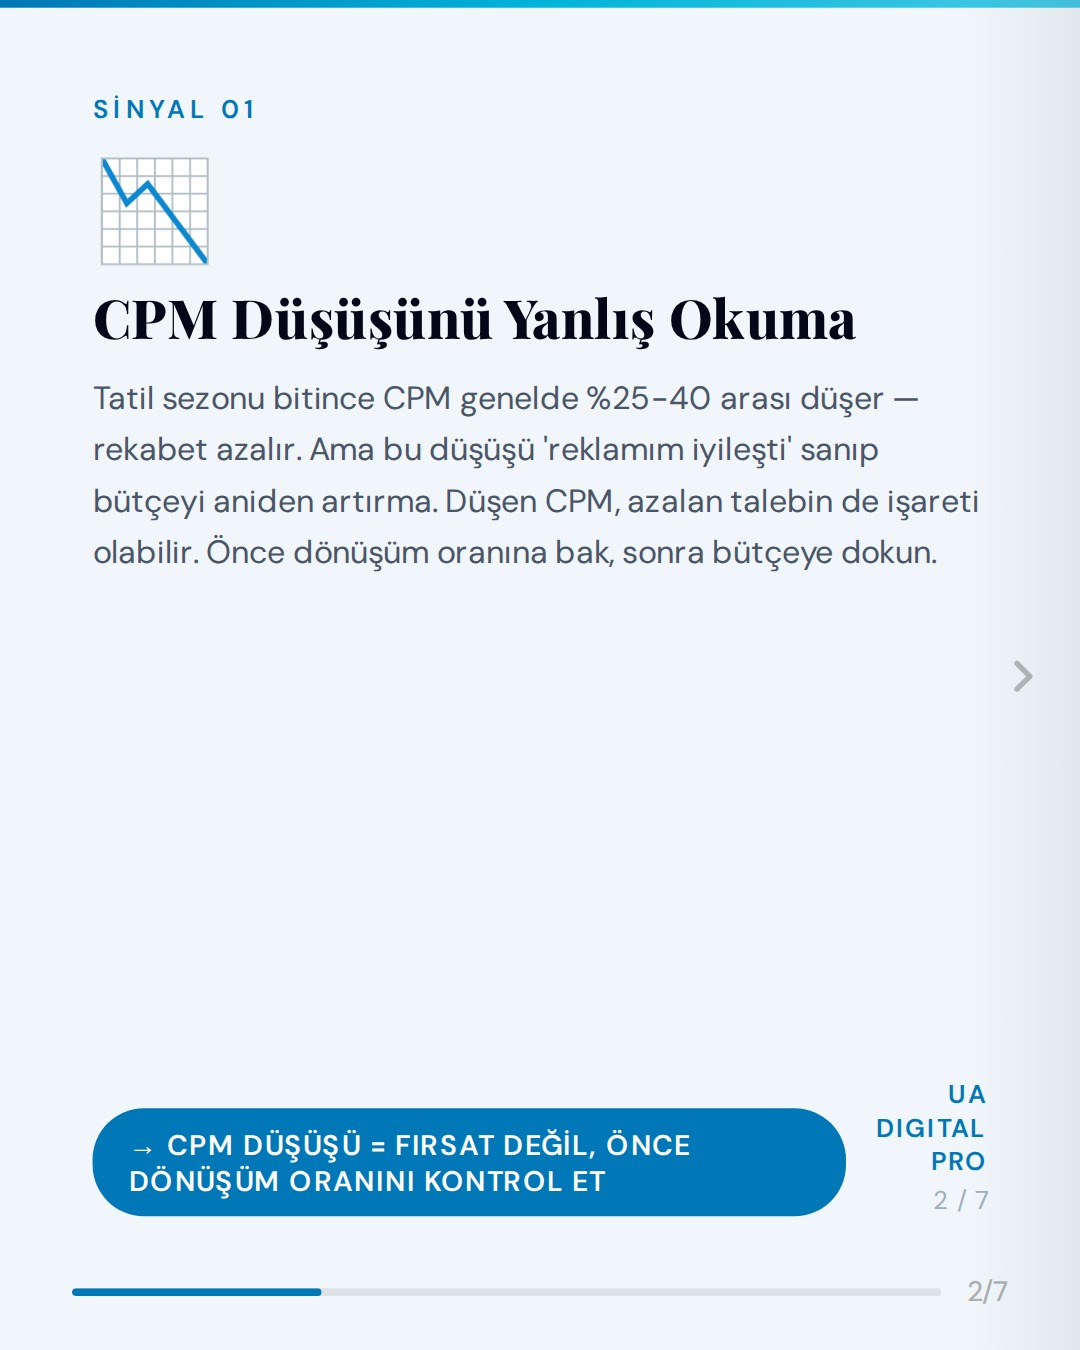 SİNYAL 01
CPM Düşüşünü Yanlış Okuma
Tatil sezonu bitince CPM genelde %25-40 arası düşer —
rekabet azalır. Ama bu düşüşü 'reklamım iyileşti' sanıp
bütçeyi aniden artırma. Düşen CPM, azalan talebin de işareti
olabilir. Önce dönüşüm oranına bak, sonra bütçeye dokun.
→ CPM DÜŞÜŞÜ = FIRSAT DEĞİL, ÖNCE
DÖNÜŞÜM ORANINI KONTROL ET
UA
DIGITAL
PRO
2 / 7
2/7